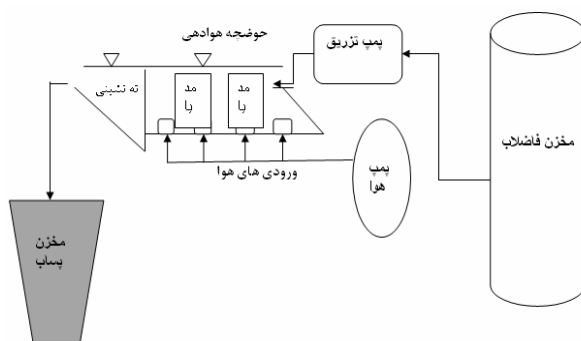 حوضچه هوادهی
پمپ تزریق
مخزن فاضلاب
ته نشینی
مد
یا
مد
یا
ورودی های هوا
پمپ
هوا
مخزن
پساب